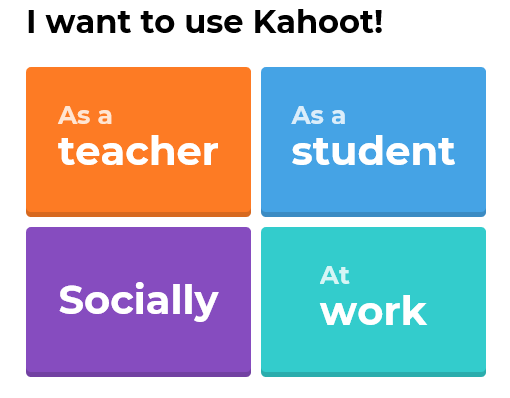 I want to use Kahoot!
As a
teacher
As a
student
Socially
At
work